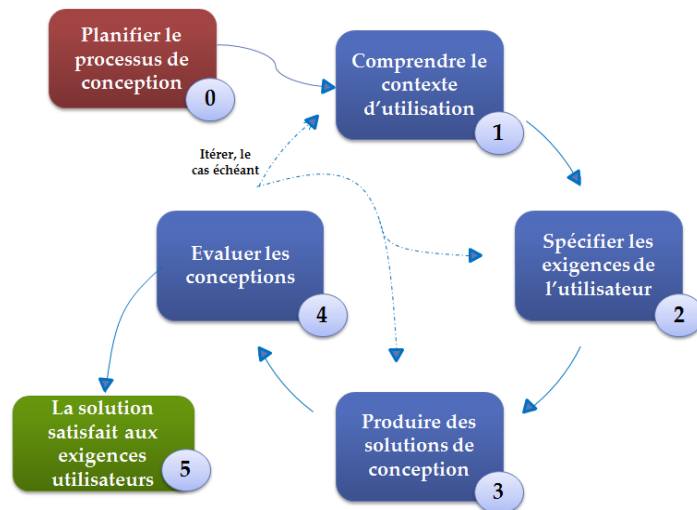 Planifier le
processus de
conception
0
Comprendre le
contexte
d'utilisation
1
Itérer, le
cas échéant
Evaluer les
conceptions
4
Spécifier les
exigences de
l'utilisateur
2
La solution
satisfait aux
exigences
utilisateurs
5
Produire des
solutions de
conception
3